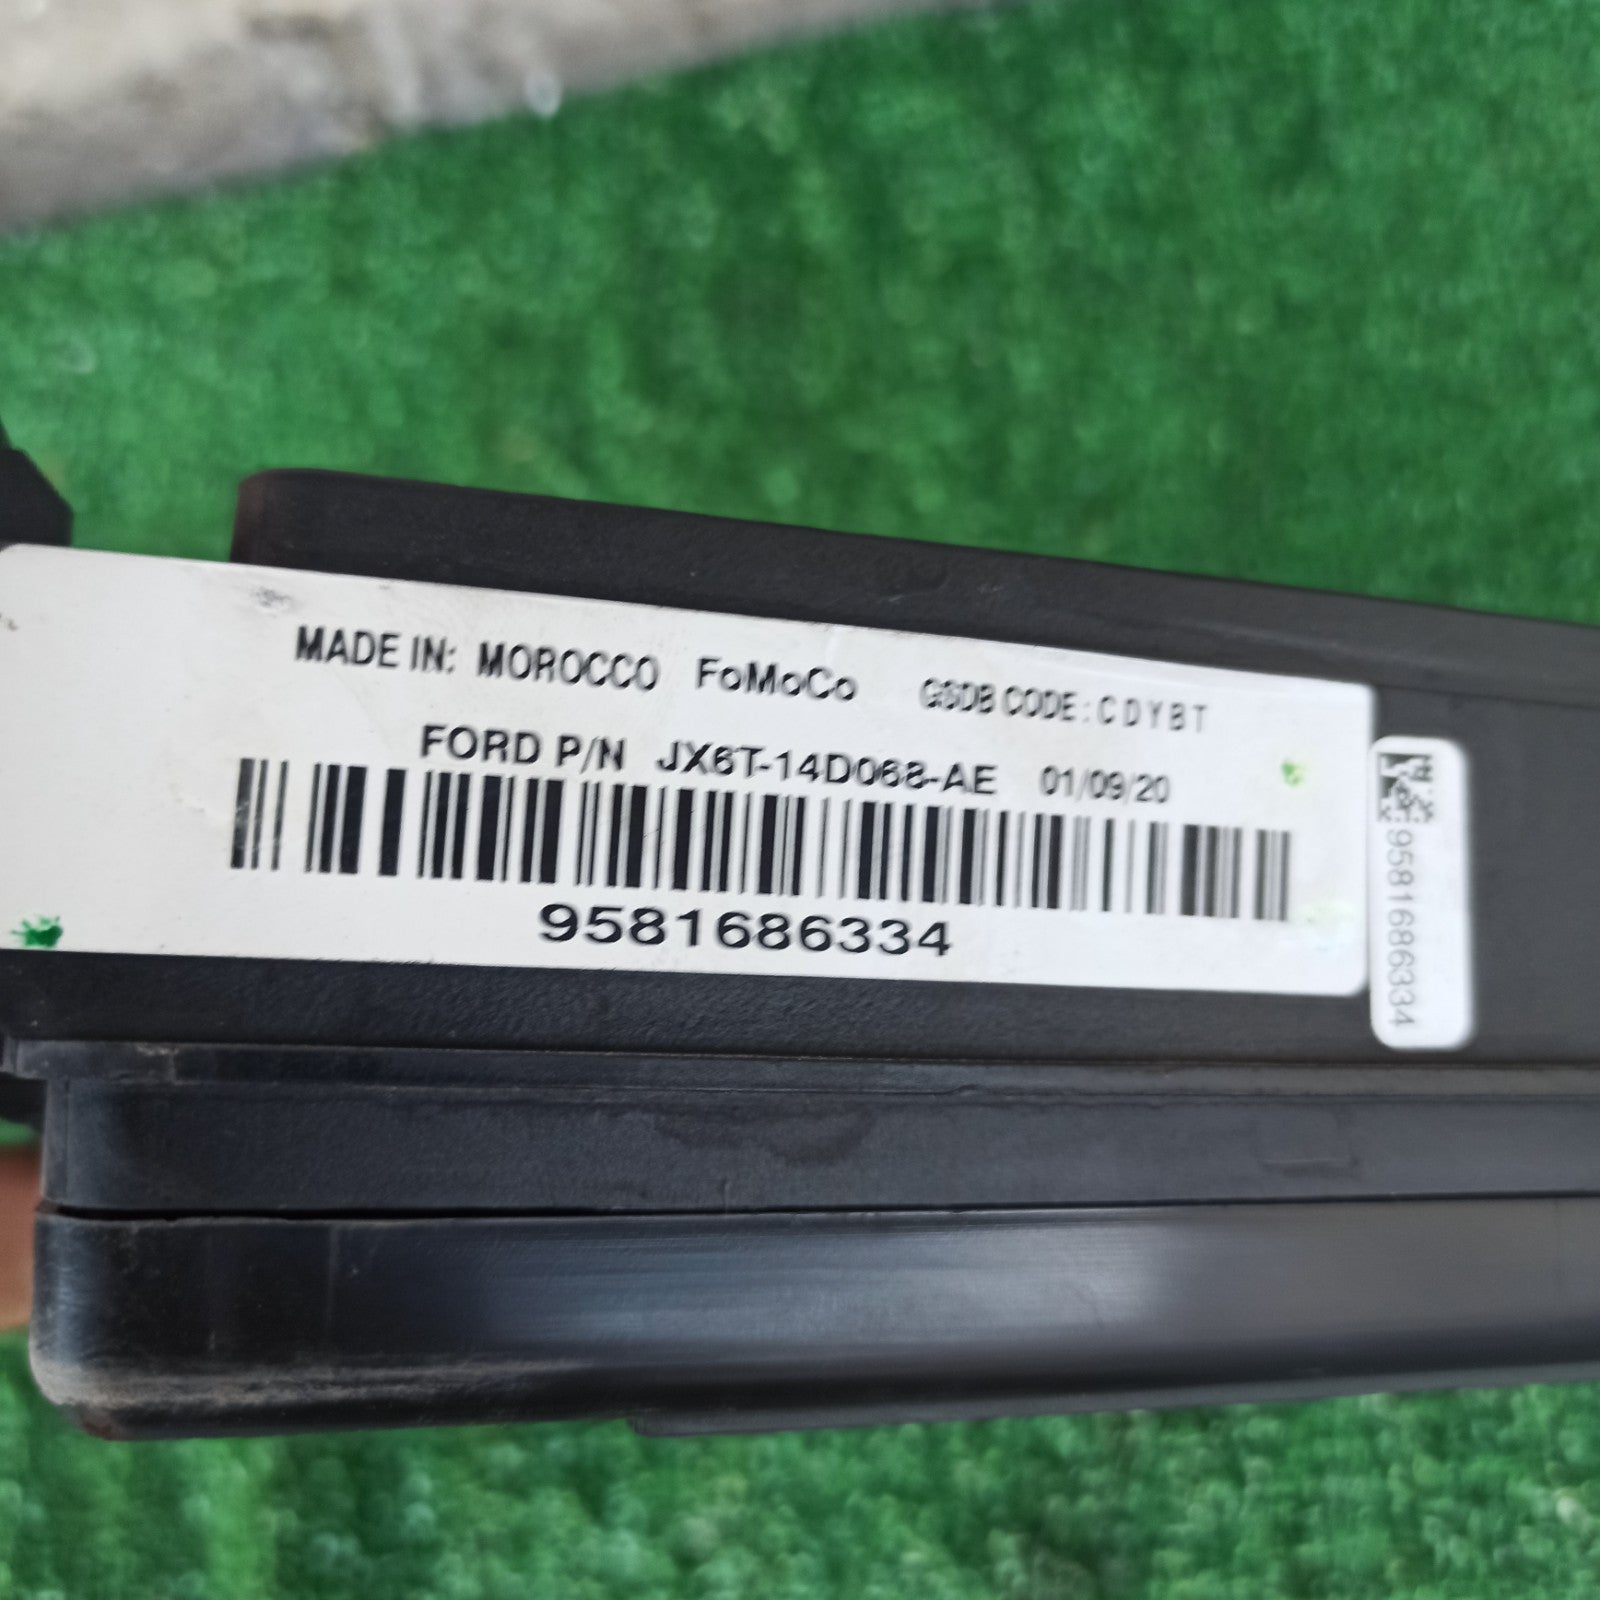 MADE IN: MOROCCO FoMoCo GSDB CODE: CDYBT
FORD P/N JX6T-14D068-AE 01/09/20
9581686334
9581686334